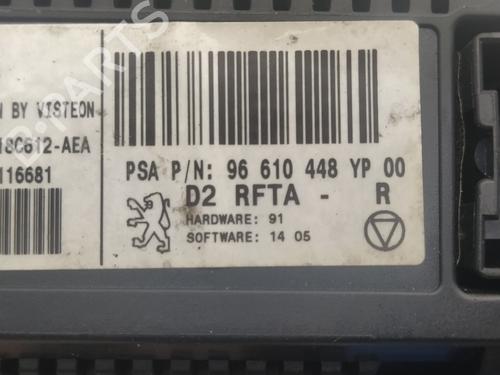 N BY VISTEON
18C612-AEA
116681
PSA P/N: 96 610 448 YP 00
D2 RFTA - R
HARDWARE: 91
SOFTWARE: 14 05
B-PARTS